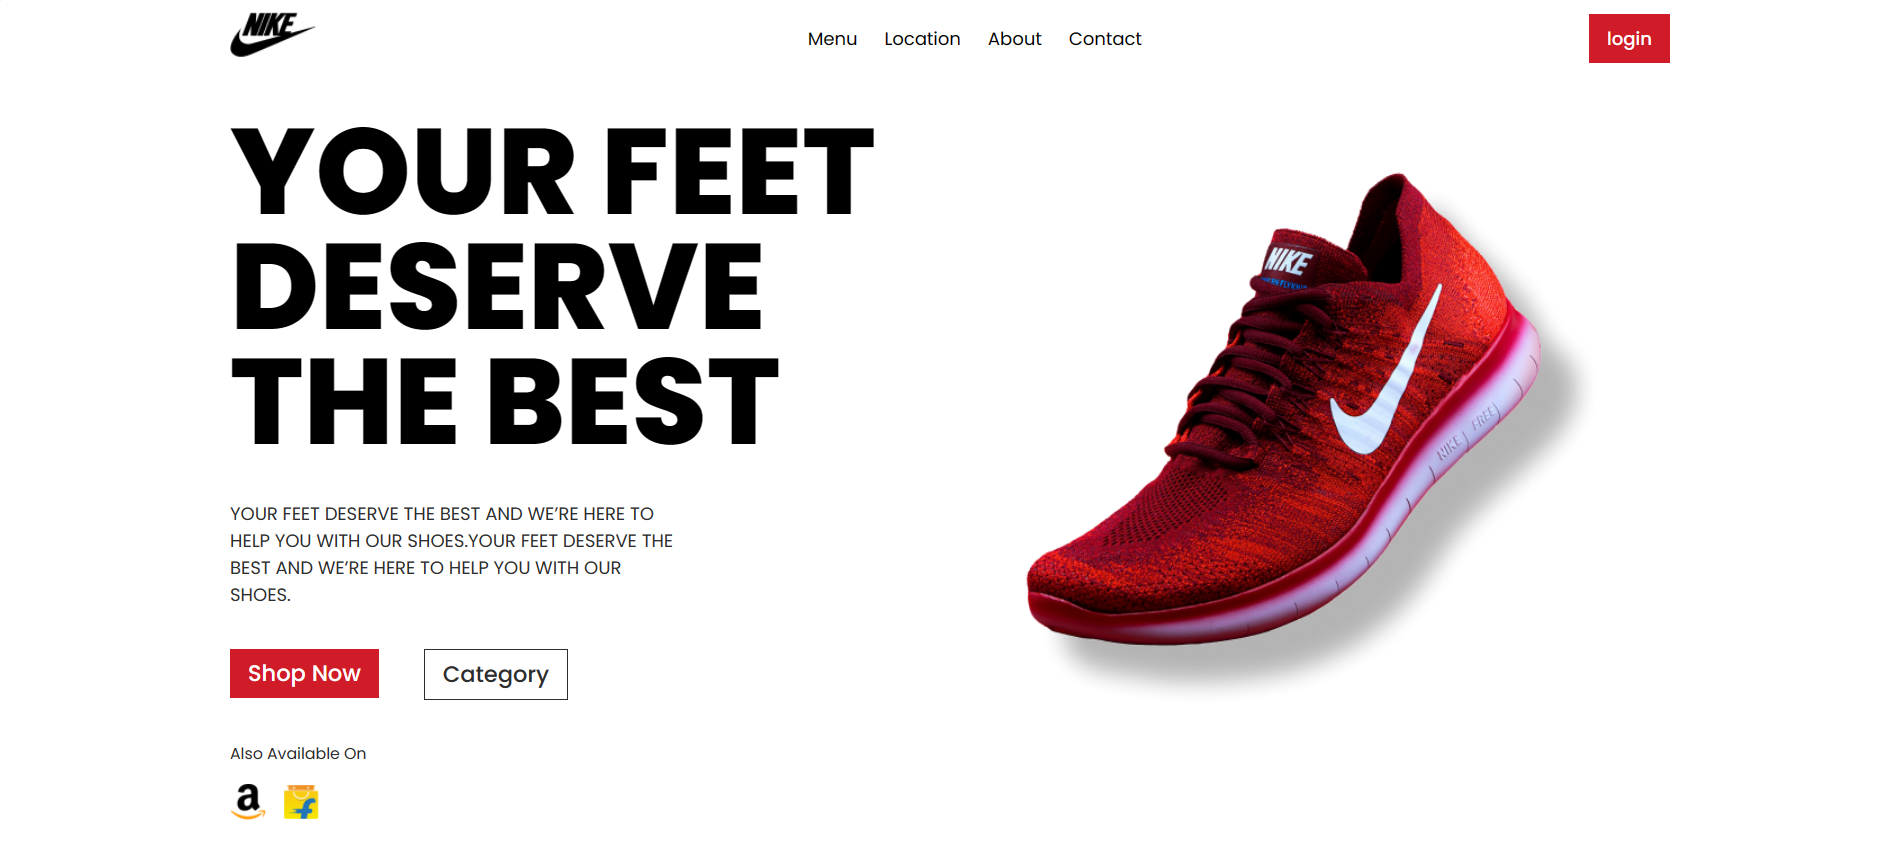 NIKE
Menu Location About Contact
login
YOUR FEET
DESERVE
THE BEST
NIKE
YOUR FEET DESERVE THE BEST AND WE’RE HERE TO
HELP YOU WITH OUR SHOES.YOUR FEET DESERVE THE
BEST AND WE’RE HERE TO HELP YOU WITH OUR
SHOES.
NIKE FREE
Shop Now
Category
Also Available On
a
f